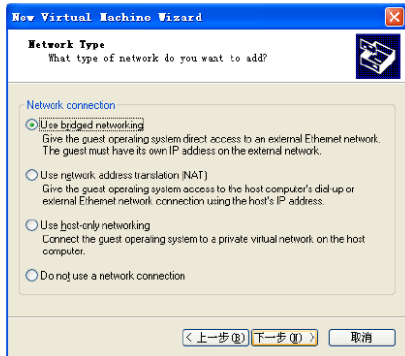 New Virtual Machine Wizard
Network Type
What type of network do you want to add?
Network connection
Use bridged networking
Give the guest operating system direct access to an external Ethernet network.
The guest must have its own IP address on the external network.
Use network address translation (NAT)
Give the guest operating system access to the host computer's dial-up or
external Ethernet network connection using the host's IP address.
Use host-only networking
Connect the guest operating system to a private virtual network on the host
computer.
Do not use a network connection
< 上一步(B) 下一步(N) > 取消